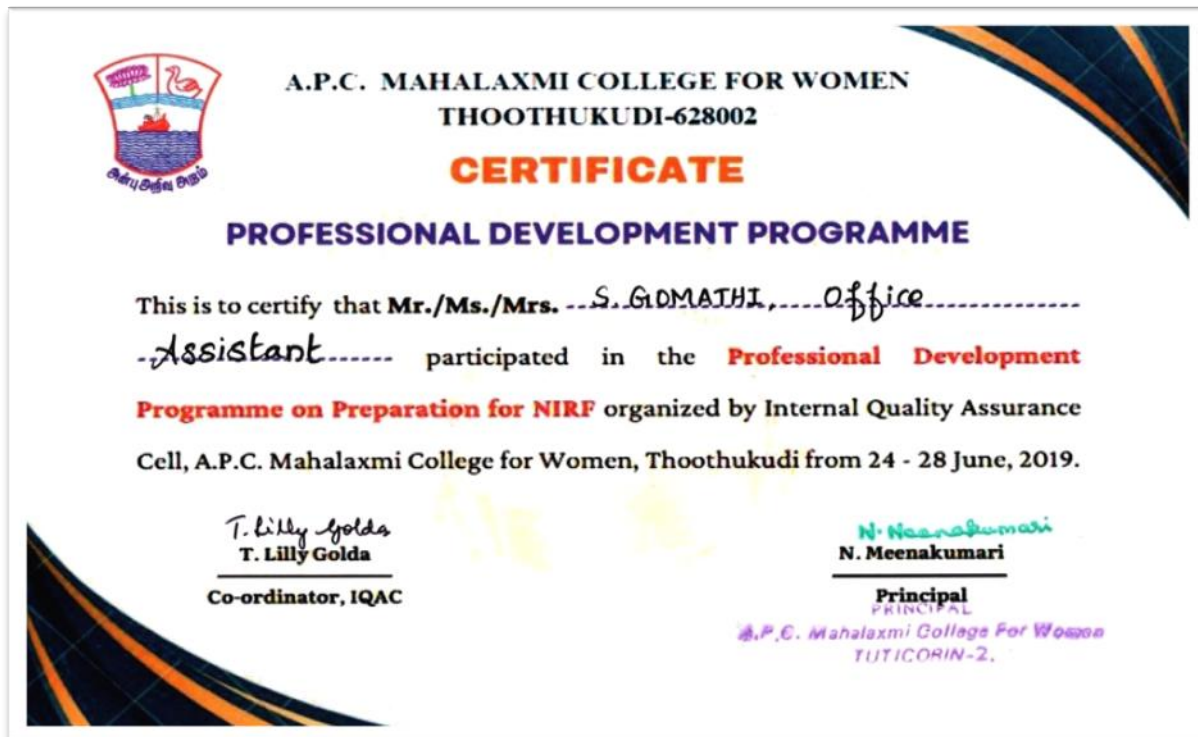 A.P.C. MAHALAXMI COLLEGE FOR WOMEN
THOOTHUKUDI-628002
அன்பு அறிவு அறம்
CERTIFICATE
PROFESSIONAL DEVELOPMENT PROGRAMME
This is to certify that Mr./Ms./Mrs. S. GOMATHI, Office
Assistant participated in the Professional Development
Programme on Preparation for NIRF organized by Internal Quality Assurance
Cell, A.P.C. Mahalaxmi College for Women, Thoothukudi from 24 - 28 June, 2019.
T. Lilly Golda
T. Lilly Golda
Co-ordinator, IQAC
N. Meenakumari
N. Meenakumari
Principal
PRINCIPAL
A.P.C. Mahalaxmi College For Women
TUTICORIN-2.